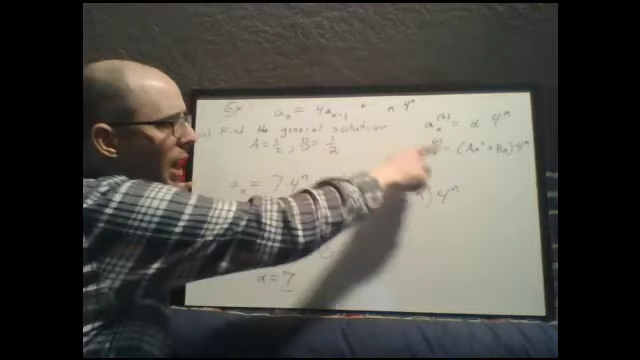 Ex
aₙ = 4aₙ₋₁ + n 4ⁿ
Find the general solution
A = 1/2, B = 1/2
aₙ = 7·4ⁿ
α = 7
aₙ⁽ʰ⁾ = α 4ⁿ
= (An² + Bn) 4ⁿ
) 4ⁿ